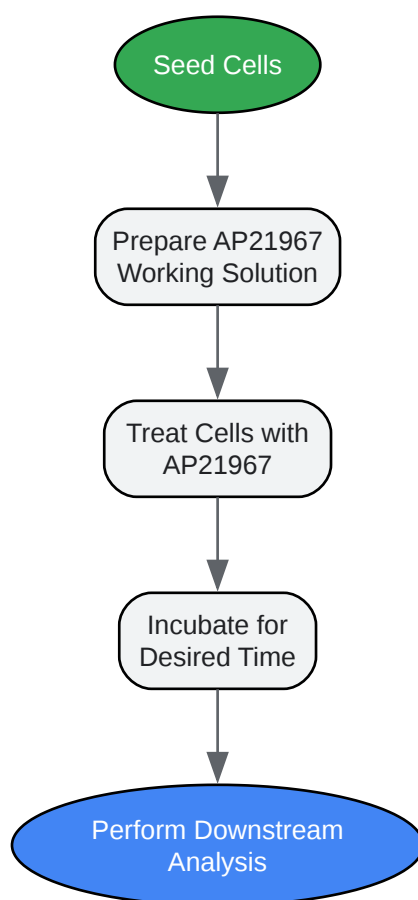 Seed Cells
Prepare AP21967
Working Solution
Treat Cells with
AP21967
Incubate for
Desired Time
Perform Downstream
Analysis